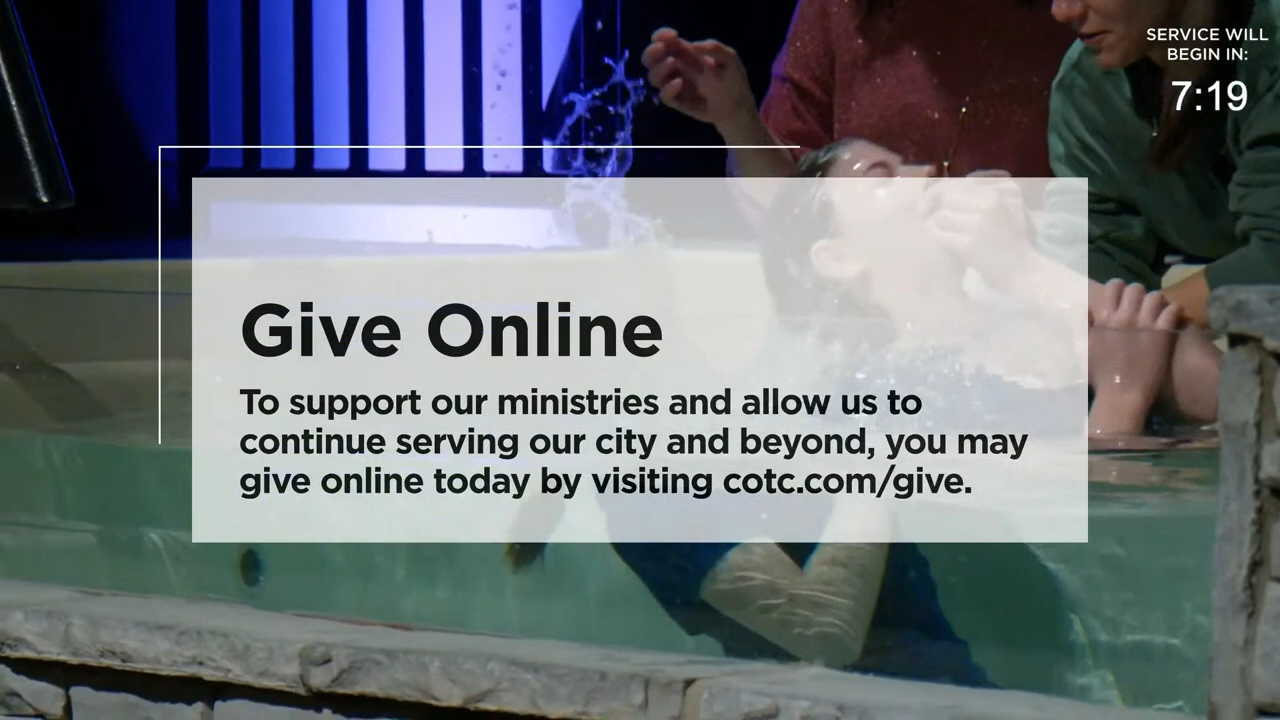 SERVICE WILL
BEGIN IN:
7:19
Give Online
To support our ministries and allow us to
continue serving our city and beyond, you may
give online today by visiting cotc.com/give.